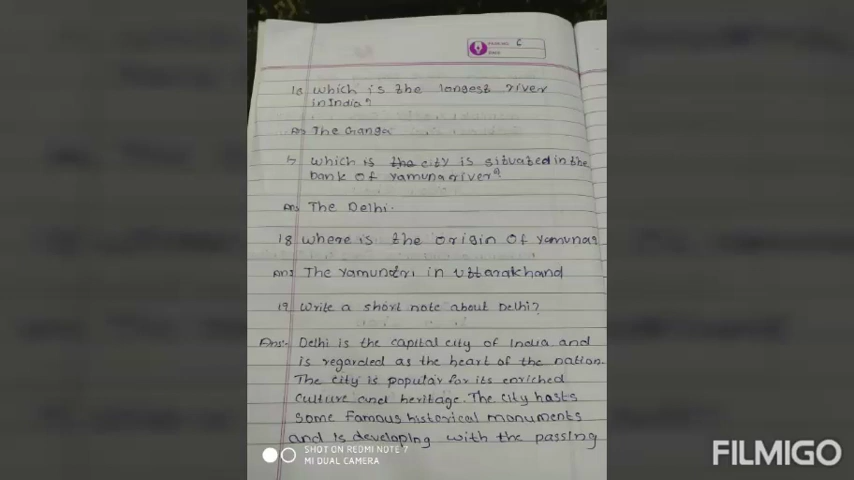 6
16 which is the longest river
in India?
Ans The Ganga
which is the city is situated in the
bank of Yamuna river?
Ans The Delhi.
18 Where is the origin of Yamuna?
Ans The Yamunotri in Uttarakhand
19 Write a short note about Delhi?
Ans:- Delhi is the capital city of India and
is regarded as the heart of the nation.
The city is popular for its enriched
culture and heritage. The city hasts
some famous historical monuments
and is developing with the passing
SHOT ON REDMI NOTE 7
MI DUAL CAMERA
FILMIGO